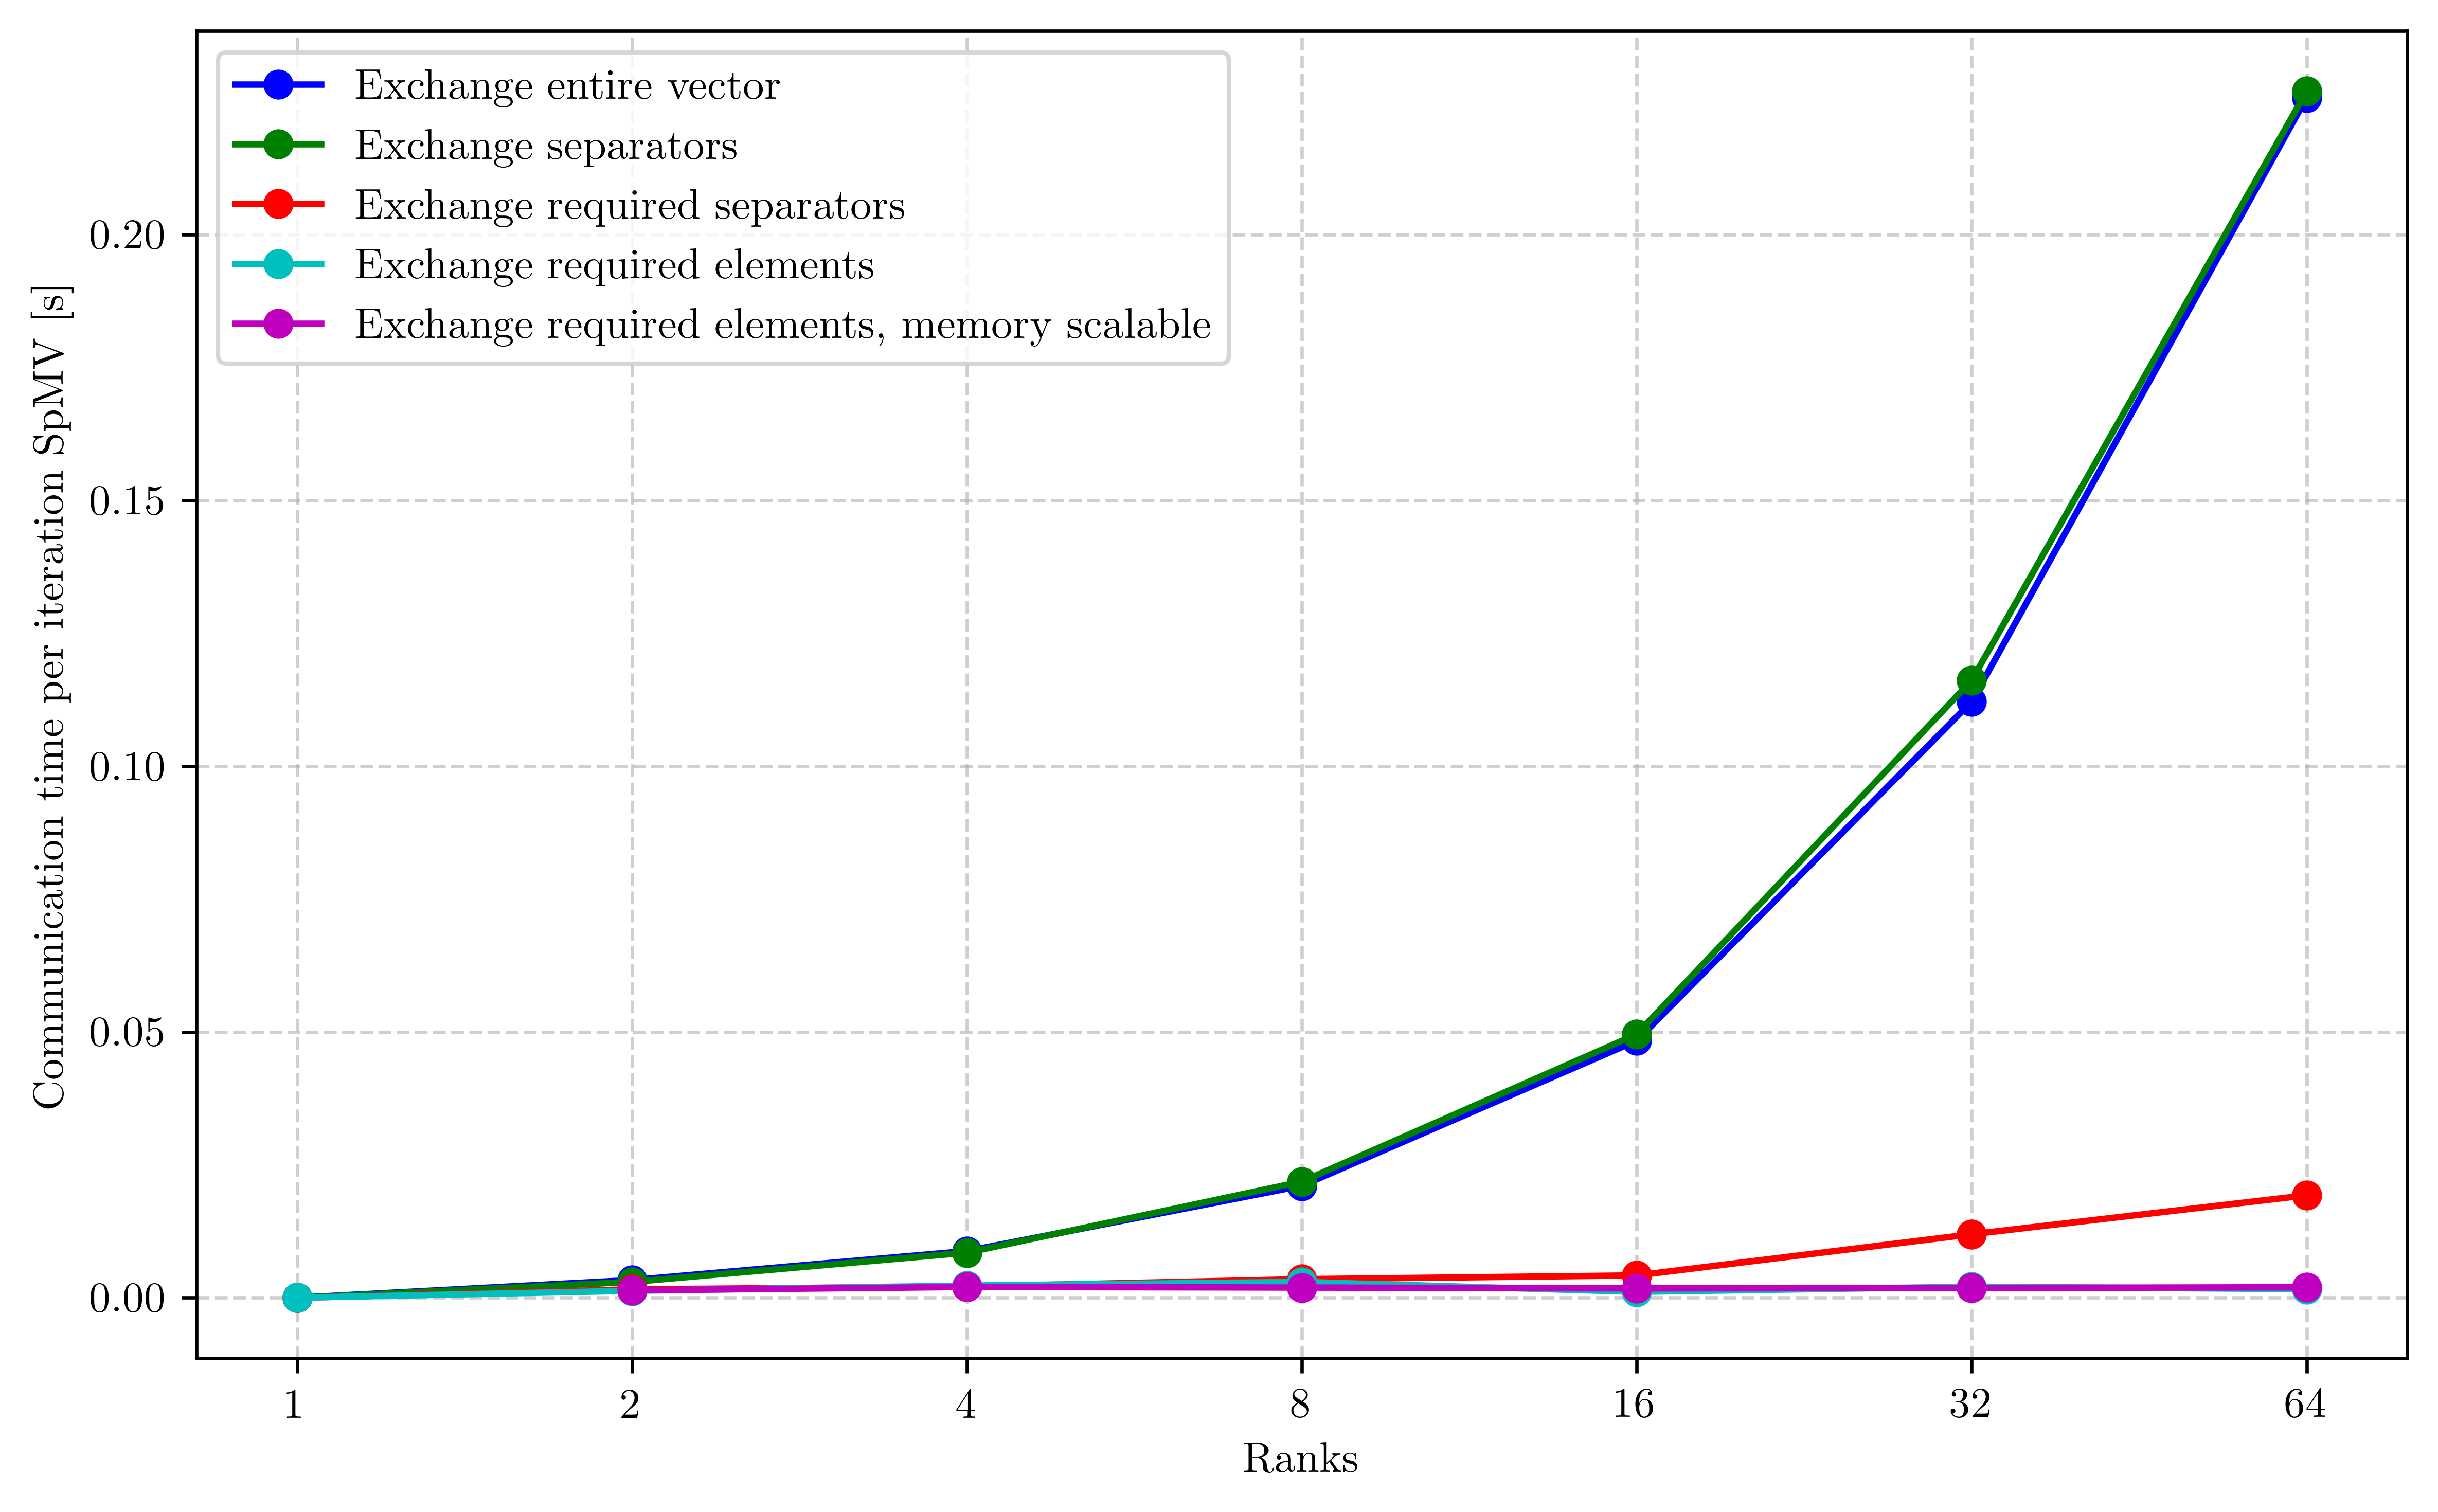 Exchange entire vector
Exchange separators
Exchange required separators
Exchange required elements
Exchange required elements, memory scalable
Communication time per iteration SpMV [s]
0.20
0.15
0.10
0.05
0.00
1 2 4 8 16 32 64
Ranks